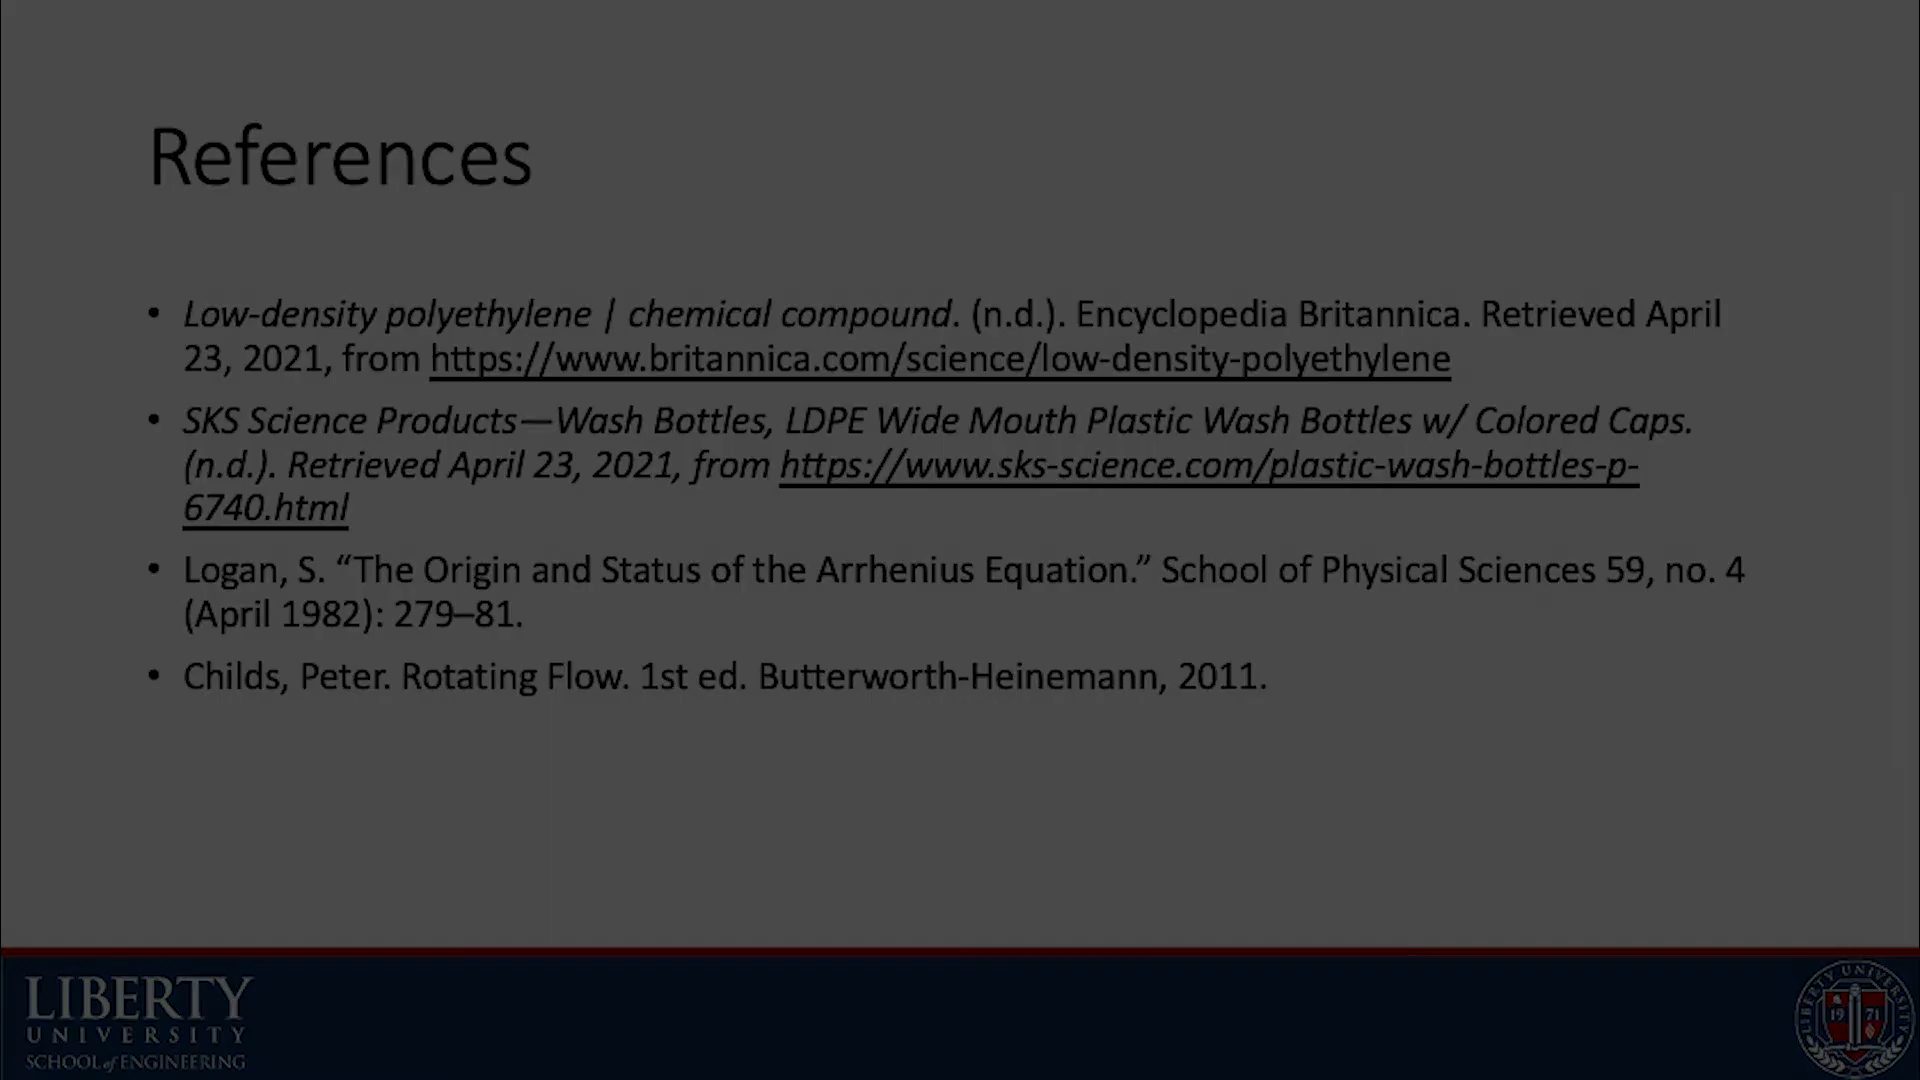 References
• Low-density polyethylene | chemical compound. (n.d.). Encyclopedia Britannica. Retrieved April
23, 2021, from https://www.britannica.com/science/low-density-polyethylene
• SKS Science Products—Wash Bottles, LDPE Wide Mouth Plastic Wash Bottles w/ Colored Caps.
(n.d.). Retrieved April 23, 2021, from https://www.sks-science.com/plastic-wash-bottles-p-
6740.html
• Logan, S. “The Origin and Status of the Arrhenius Equation.” School of Physical Sciences 59, no. 4
(April 1982): 279–81.
• Childs, Peter. Rotating Flow. 1st ed. Butterworth-Heinemann, 2011.
LIBERTY
UNIVERSITY
SCHOOL of ENGINEERING
LIBERTY UNIVERSITY
19 71